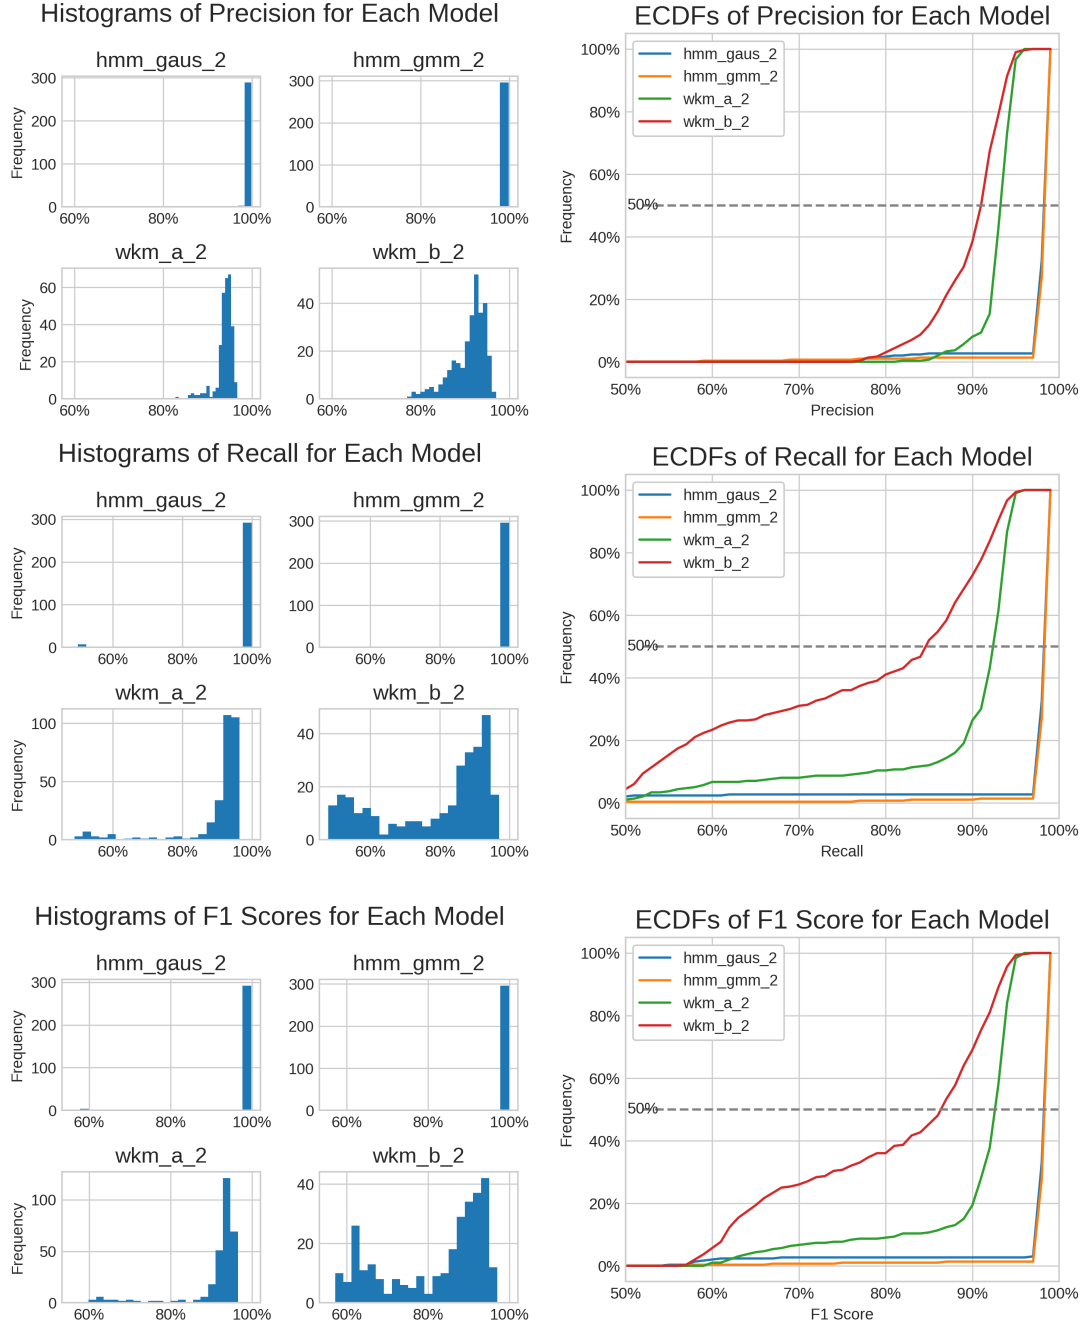 Histograms of Precision for Each Model
hmm_gaus_2
300
200
100
0
Frequency
60%
80%
100%
hmm_gmm_2
300
200
100
0
60%
80%
100%
wkm_a_2
60
40
20
0
Frequency
60%
80%
100%
wkm_b_2
40
20
0
60%
80%
100%
ECDFs of Precision for Each Model
hmm_gaus_2
hmm_gmm_2
wkm_a_2
wkm_b_2
100%
80%
60%
40%
20%
0%
Frequency
50%
50%
60%
70%
80%
90%
100%
Precision
Histograms of Recall for Each Model
hmm_gaus_2
300
200
100
0
Frequency
60%
80%
100%
hmm_gmm_2
300
200
100
0
60%
80%
100%
wkm_a_2
100
50
0
Frequency
60%
80%
100%
wkm_b_2
40
20
0
60%
80%
100%
ECDFs of Recall for Each Model
hmm_gaus_2
hmm_gmm_2
wkm_a_2
wkm_b_2
100%
80%
60%
40%
20%
0%
Frequency
50%
50%
60%
70%
80%
90%
100%
Recall
Histograms of F1 Scores for Each Model
hmm_gaus_2
300
200
100
0
Frequency
60%
80%
100%
hmm_gmm_2
300
200
100
0
60%
80%
100%
wkm_a_2
100
50
0
Frequency
60%
80%
100%
wkm_b_2
40
20
0
60%
80%
100%
ECDFs of F1 Score for Each Model
hmm_gaus_2
hmm_gmm_2
wkm_a_2
wkm_b_2
100%
80%
60%
40%
20%
0%
Frequency
50%
50%
60%
70%
80%
90%
100%
F1 Score